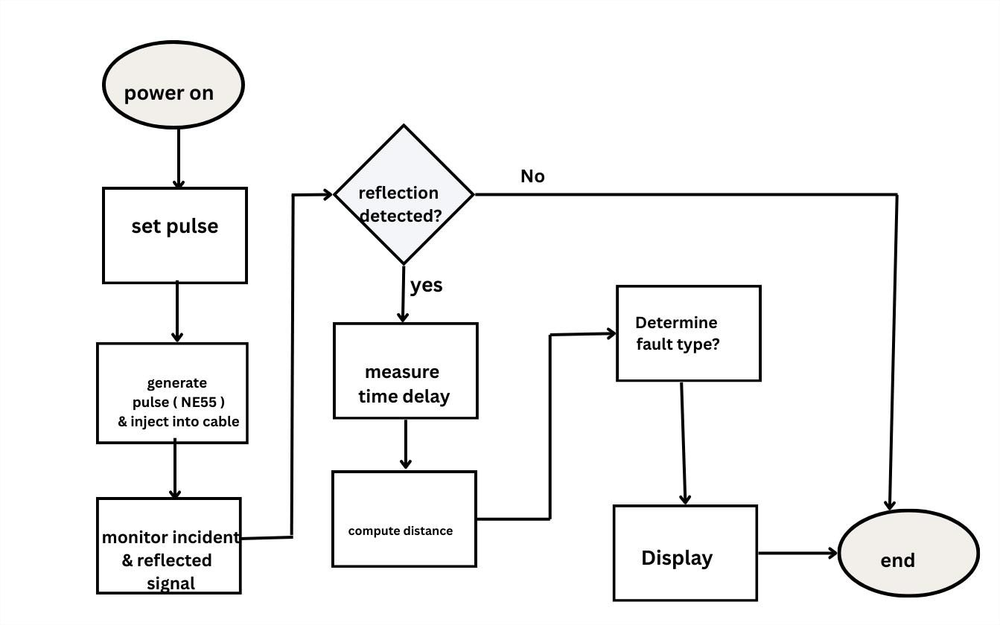 power on
set pulse
generate
pulse ( NE55 )
& inject into cable
monitor incident
& reflected
signal
reflection
detected?
No
yes
measure
time delay
compute distance
Determine
fault type?
Display
end